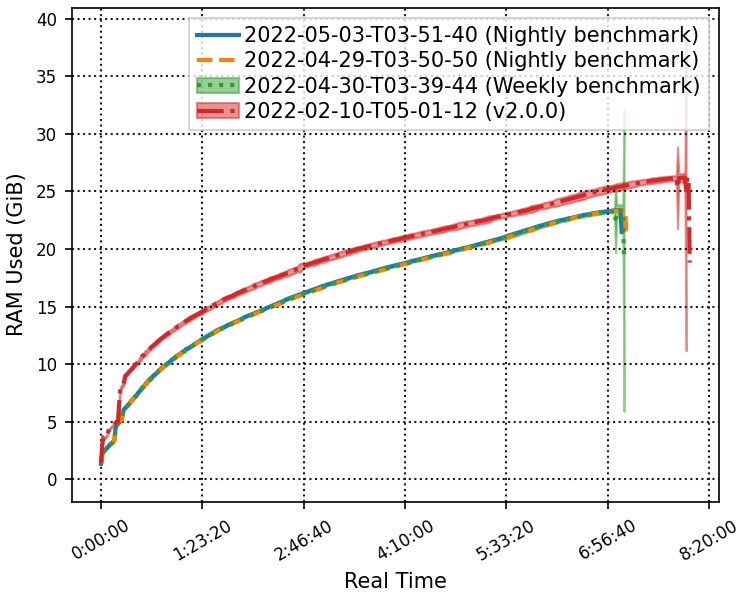 40
35
30
25
20
15
10
5
0
RAM Used (GiB)
2022-05-03-T03-51-40 (Nightly benchmark)
2022-04-29-T03-50-50 (Nightly benchmark)
2022-04-30-T03-39-44 (Weekly benchmark)
2022-02-10-T05-01-12 (v2.0.0)
0:00:00
1:23:20
2:46:40
4:10:00
5:33:20
6:56:40
8:20:00
Real Time